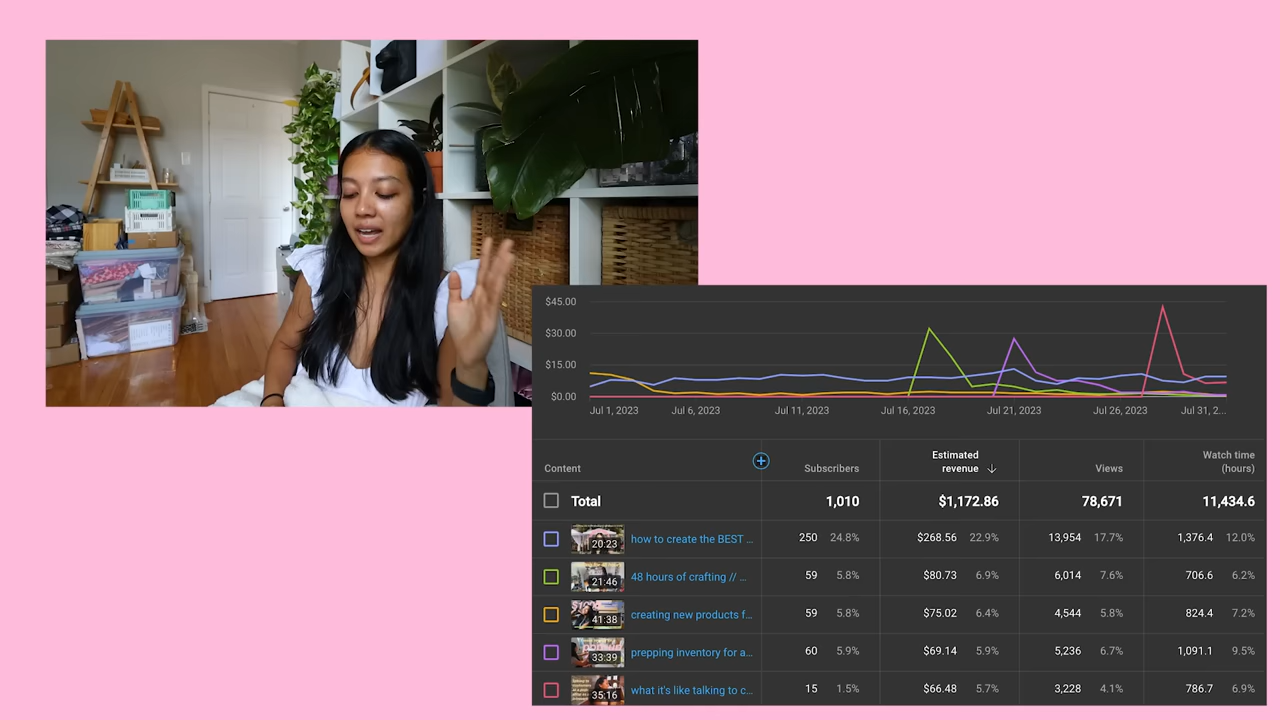 $45.00
$30.00
$15.00
$0.00
Jul 1, 2023 Jul 6, 2023 Jul 11, 2023 Jul 16, 2023 Jul 21, 2023 Jul 26, 2023 Jul 31, 2...
Content Subscribers Estimated revenue Views Watch time (hours)
Total 1,010 $1,172.86 78,671 11,434.6
20:23 how to create the BEST ... 250 24.8% $268.56 22.9% 13,954 17.7% 1,376.4 12.0%
21:46 48 hours of crafting // ... 59 5.8% $80.73 6.9% 6,014 7.6% 706.6 6.2%
41:38 creating new products f... 59 5.8% $75.02 6.4% 4,544 5.8% 824.4 7.2%
33:39 prepping inventory for a... 60 5.9% $69.14 5.9% 5,236 6.7% 1,091.1 9.5%
35:16 what it's like talking to c... 15 1.5% $66.48 5.7% 3,228 4.1% 786.7 6.9%